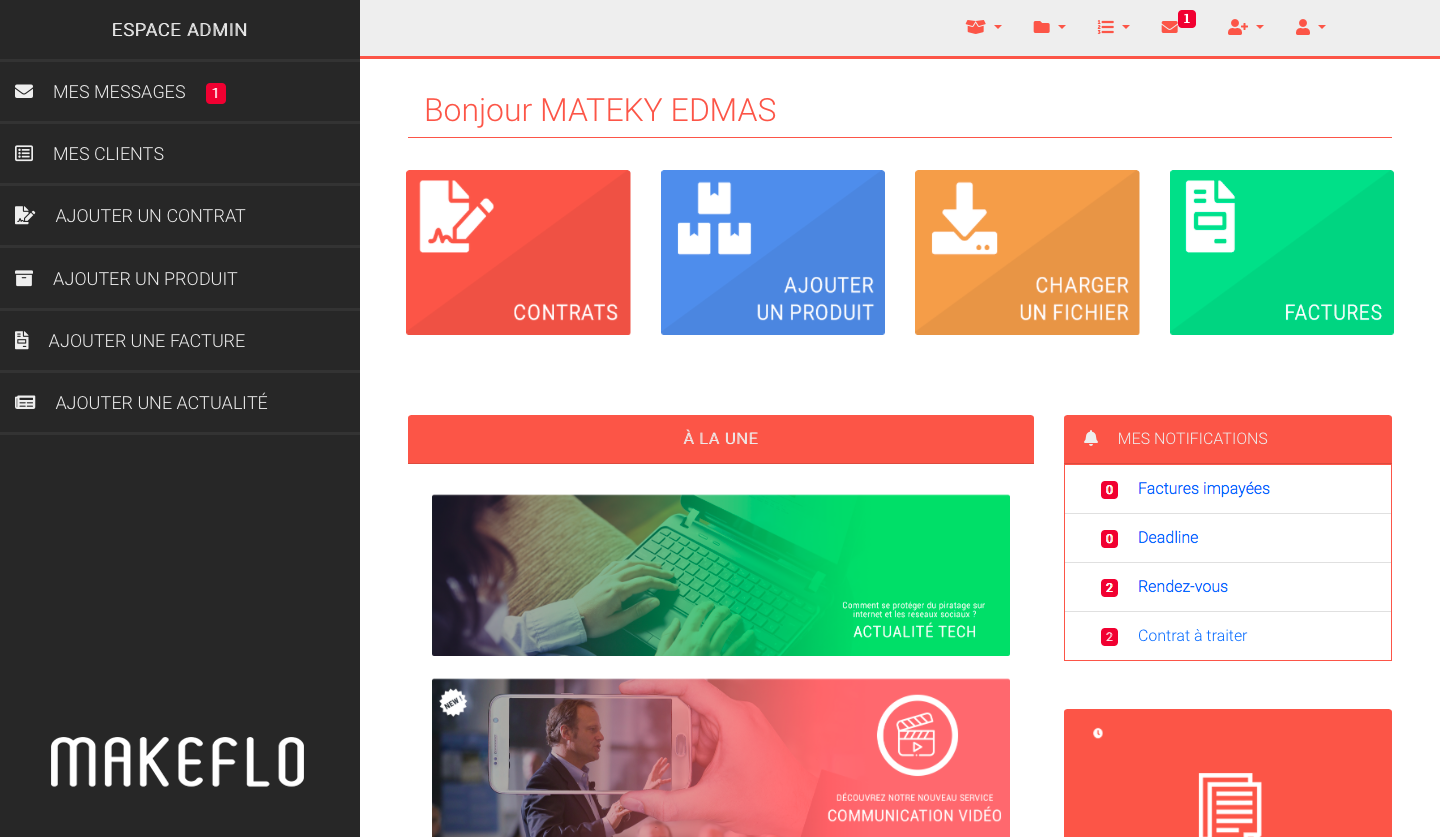 ESPACE ADMIN
1
MES MESSAGES 1
MES CLIENTS
AJOUTER UN CONTRAT
AJOUTER UN PRODUIT
AJOUTER UNE FACTURE
AJOUTER UNE ACTUALITÉ
MAKEFLO
Bonjour MATEKY EDMAS
CONTRATS
AJOUTER
UN PRODUIT
CHARGER
UN FICHIER
FACTURES
À LA UNE
Comment se protéger du piratage sur
internet et les réseaux sociaux ?
ACTUALITÉ TECH
NEW !
DÉCOUVREZ NOTRE NOUVEAU SERVICE
COMMUNICATION VIDÉO
MES NOTIFICATIONS
0 Factures impayées
0 Deadline
2 Rendez-vous
2 Contrat à traiter